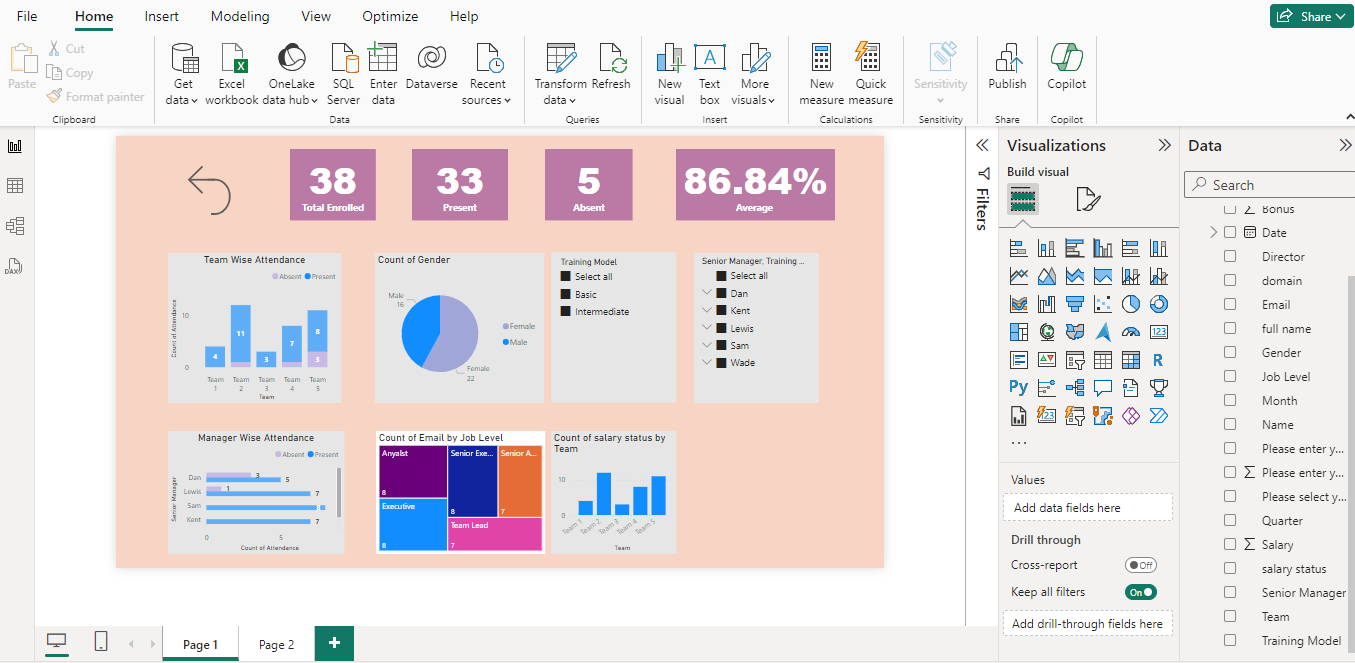 File Home Insert Modeling View Optimize Help Share
Paste Cut Copy Format painter
Get data Excel workbook OneLake data hub SQL Server Enter data Dataverse Recent sources Transform data Refresh New visual Text box More visuals New measure Quick measure Sensitivity Publish Copilot
Clipboard Data Queries Insert Calculations Sensitivity Share Copilot
38
Total Enrolled
33
Present
5
Absent
86.84%
Average
Team Wise Attendance
Absent Present
Count of Attendance
10
0
4 11 3 7 8
3
Team 1 Team 2 Team 3 Team 4 Team 5
Team
Count of Gender
Male
16
Female
22
Female
Male
Training Model
Select all
Basic
Intermediate
Senior Manager, Training ...
Select all
Dan
Kent
Lewis
Sam
Wade
Manager Wise Attendance
Absent Present
Senior Manager
Dan 3 5
Lewis 1 7
Sam 8
Kent 7
0 5
Count of Attendance
Count of Email by Job Level
Anyalst
8
Senior Exe...
8
Senior A...
7
Executive
8
Team Lead
7
Count of salary status by
Team
10
0
Team 1 Team 2 Team 3 Team 4 Team 5
Team
Filters
Visualizations
Build visual
123
R
Py
123
...
Values
Add data fields here
Drill through
Cross-report Off
Keep all filters On
Add drill-through fields here
Data
Search
Bonus
Date
Director
domain
Email
full name
Gender
Job Level
Month
Name
Please enter y...
Please enter y...
Please select y...
Quarter
Salary
salary status
Senior Manager
Team
Training Model
DAX
Page 1 Page 2 +